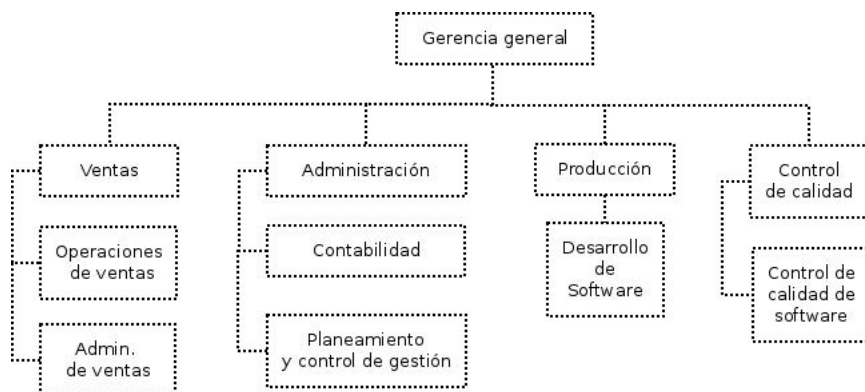 Gerencia general
Ventas
Administración
Producción
Control
de calidad
Operaciones
de ventas
Contabilidad
Desarrollo
de
Software
Control de
calidad de
software
Admin.
de ventas
Planeamiento
y control de gestión